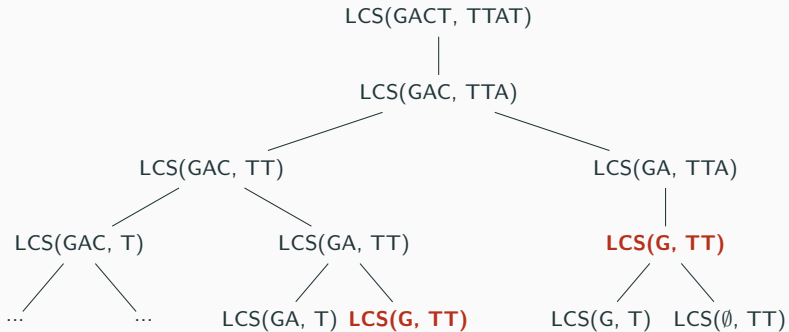 LCS(GACT, TTAT)
LCS(GAC, TTA)
LCS(GAC, TT) LCS(GA, TTA)
LCS(GAC, T) LCS(GA, TT) LCS(G, TT)
... ... LCS(GA, T) LCS(G, TT) LCS(G, T) LCS(∅, TT)